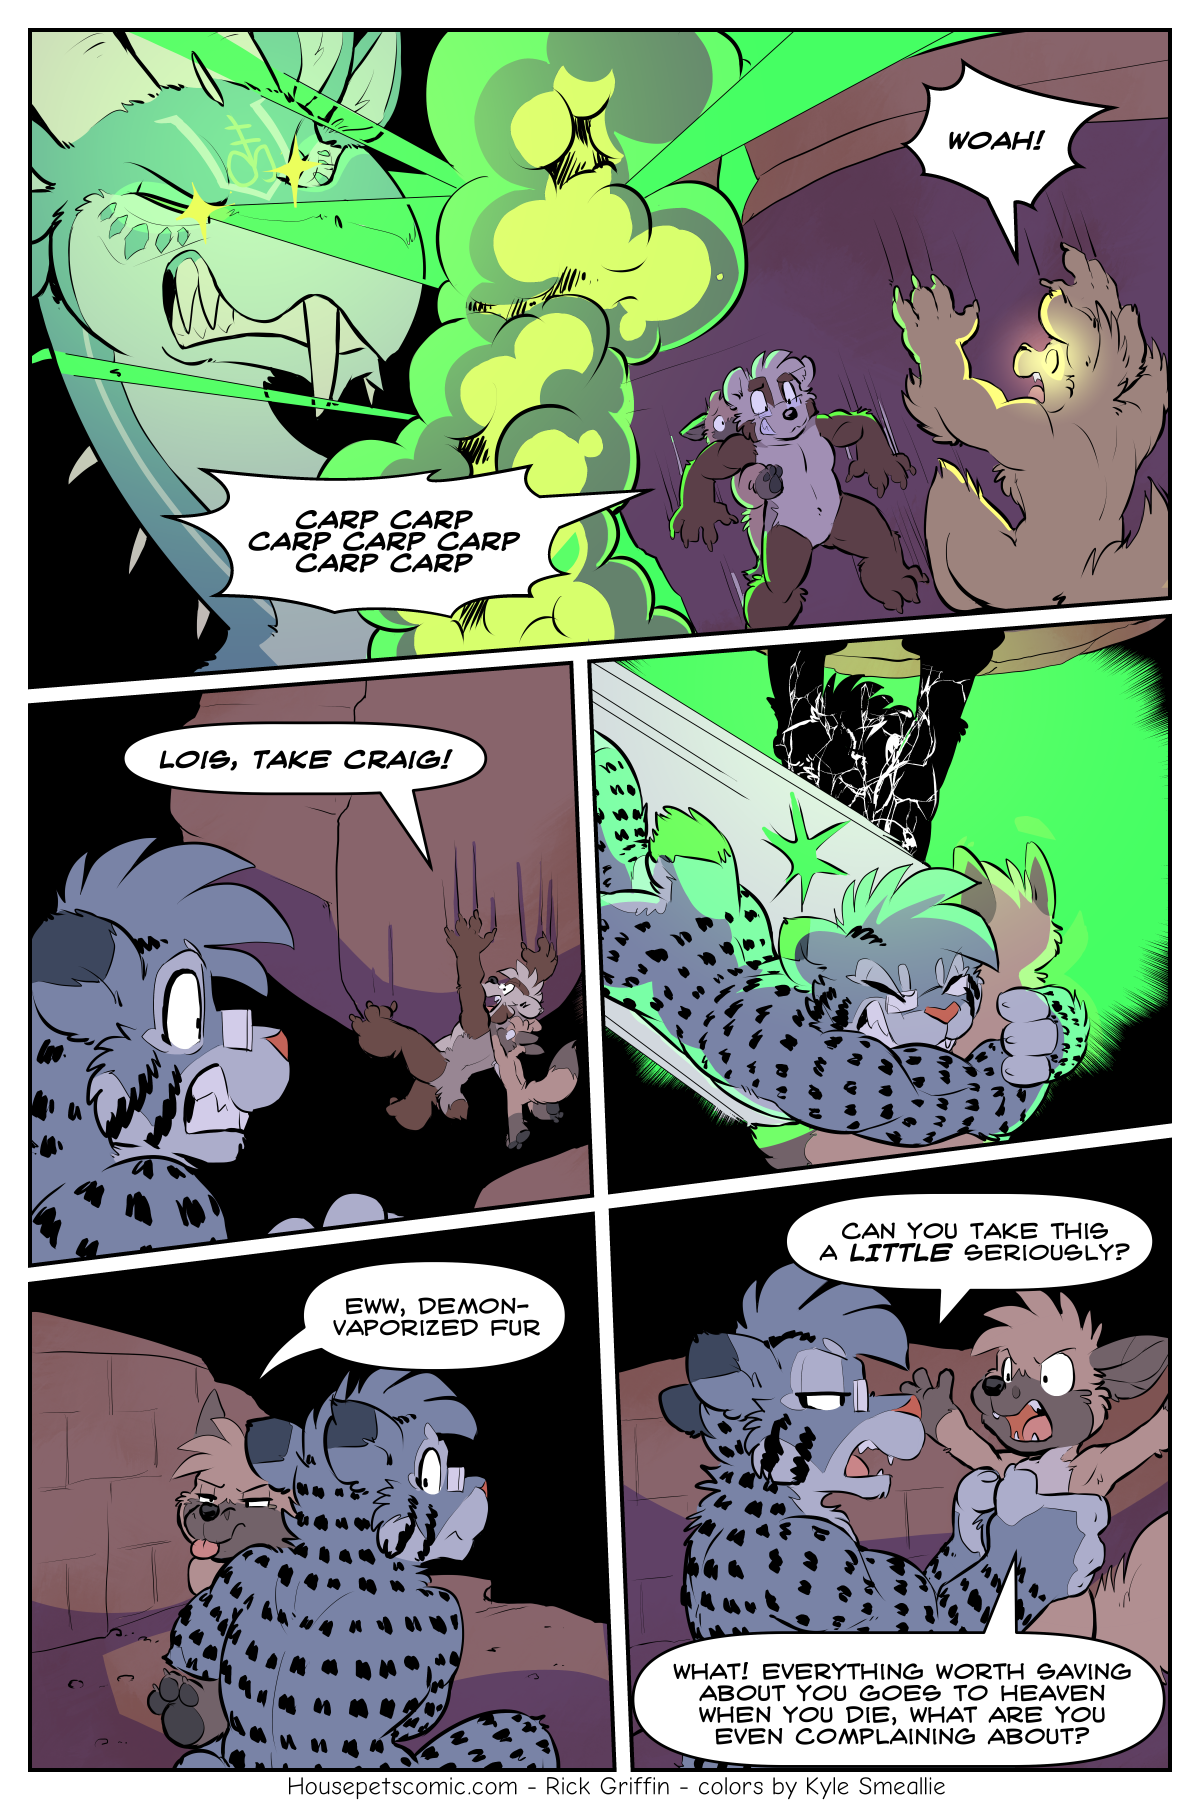 WOAH!
CARP CARP
CARP CARP CARP
CARP CARP
LOIS, TAKE CRAIG!
EWW, DEMON-
VAPORIZED FUR
CAN YOU TAKE THIS
A LITTLE SERIOUSLY?
WHAT! EVERYTHING WORTH SAVING
ABOUT YOU GOES TO HEAVEN
WHEN YOU DIE, WHAT ARE YOU
EVEN COMPLAINING ABOUT?
Housepetscomic.com - Rick Griffin - colors by Kyle Smeallie